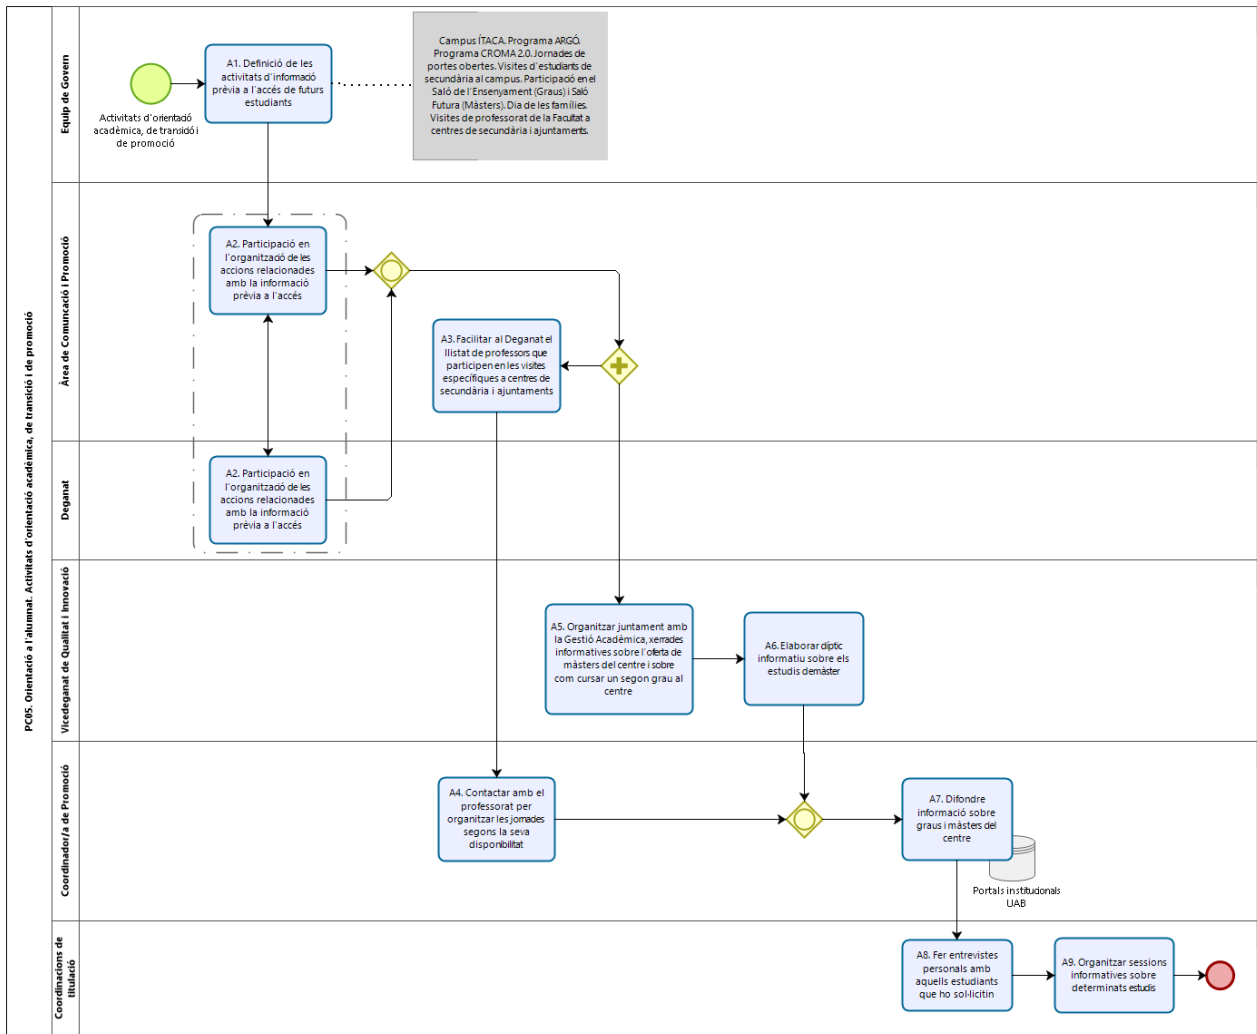 PC05. Orientació a l'alumnat. Activitats d'orientació acadèmica, de transició i de promoció
Equip de Govern
Activitats d'orientació
acadèmica, de transició i
de promoció
A1. Definició de les
activitats d'informació
prèvia a l'accés de futurs
estudiants
Campus ÍTACA. Programa ARGÓ.
Programa CROMA 2.0. Jornades de
portes obertes. Visites d'estudiants de
secundària al campus. Participació en el
Saló de l'Ensenyament (Graus) i Saló
Futura (Màsters). Dia de les famílies.
Visites de professorat de la Facultat a
centres de secundària i ajuntaments.
Àrea de Comuncació i Promoció
A2. Participació en
l'organització de les
accions relacionades
amb la informació
prèvia a l'accés
A3. Facilitar al Deganat el
llistat de professors que
participen en les visites
específiques a centres de
secundària i ajuntaments
Deganat
A2. Participació en
l'organització de les
accions relacionades
amb la informació
prèvia a l'accés
Vicedeganat de Qualitat i Innovació
A5. Organitzar juntament amb
la Gestió Acadèmica, xerrades
informatives sobre l'oferta de
màsters del centre i sobre
com cursar un segon grau al
centre
A6. Elaborar díptic
informatiu sobre els
estudis demàster
Coordinador/a de Promoció
A4. Contactar amb el
professorat per
organitzar les jornades
segons la seva
disponibilitat
A7. Difondre
informació sobre
graus i màsters del
centre
Portals institucionals
UAB
Coordinacions de
titulació
A8. Fer entrevistes
personals amb
aquells estudiants
que ho sol·licitin
A9. Organitzar sessions
informatives sobre
determinats estudis